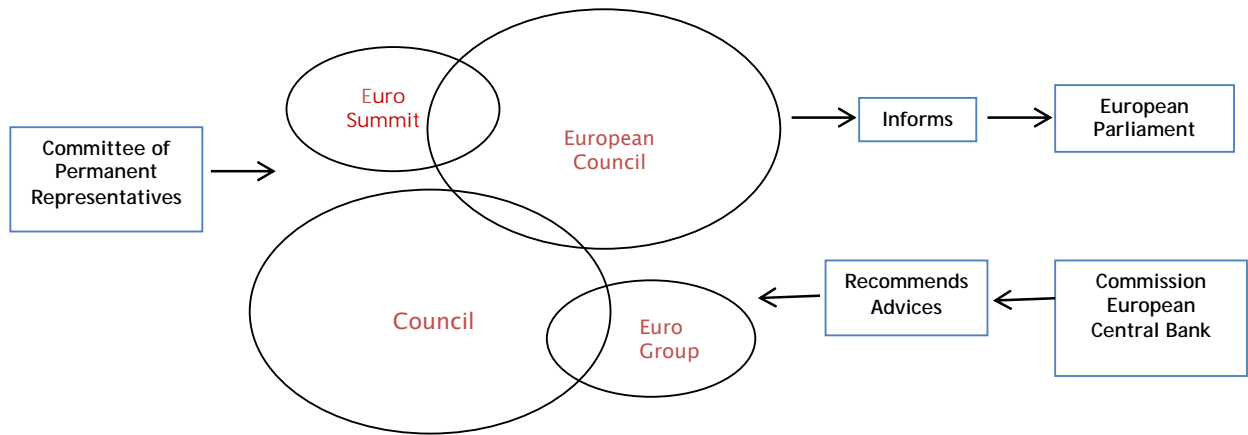 Euro
Summit
European
Council
Informs
European
Parliament
Committee of
Permanent
Representatives
Council
Euro
Group
Recommends
Advices
Commission
European
Central Bank